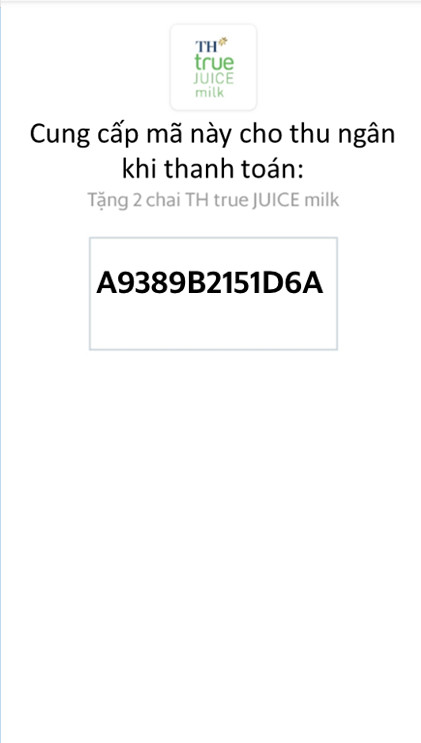 TH
true
JUICE
milk
Cung cấp mã này cho thu ngân
khi thanh toán:
Tặng 2 chai TH true JUICE milk
A9389B2151D6A